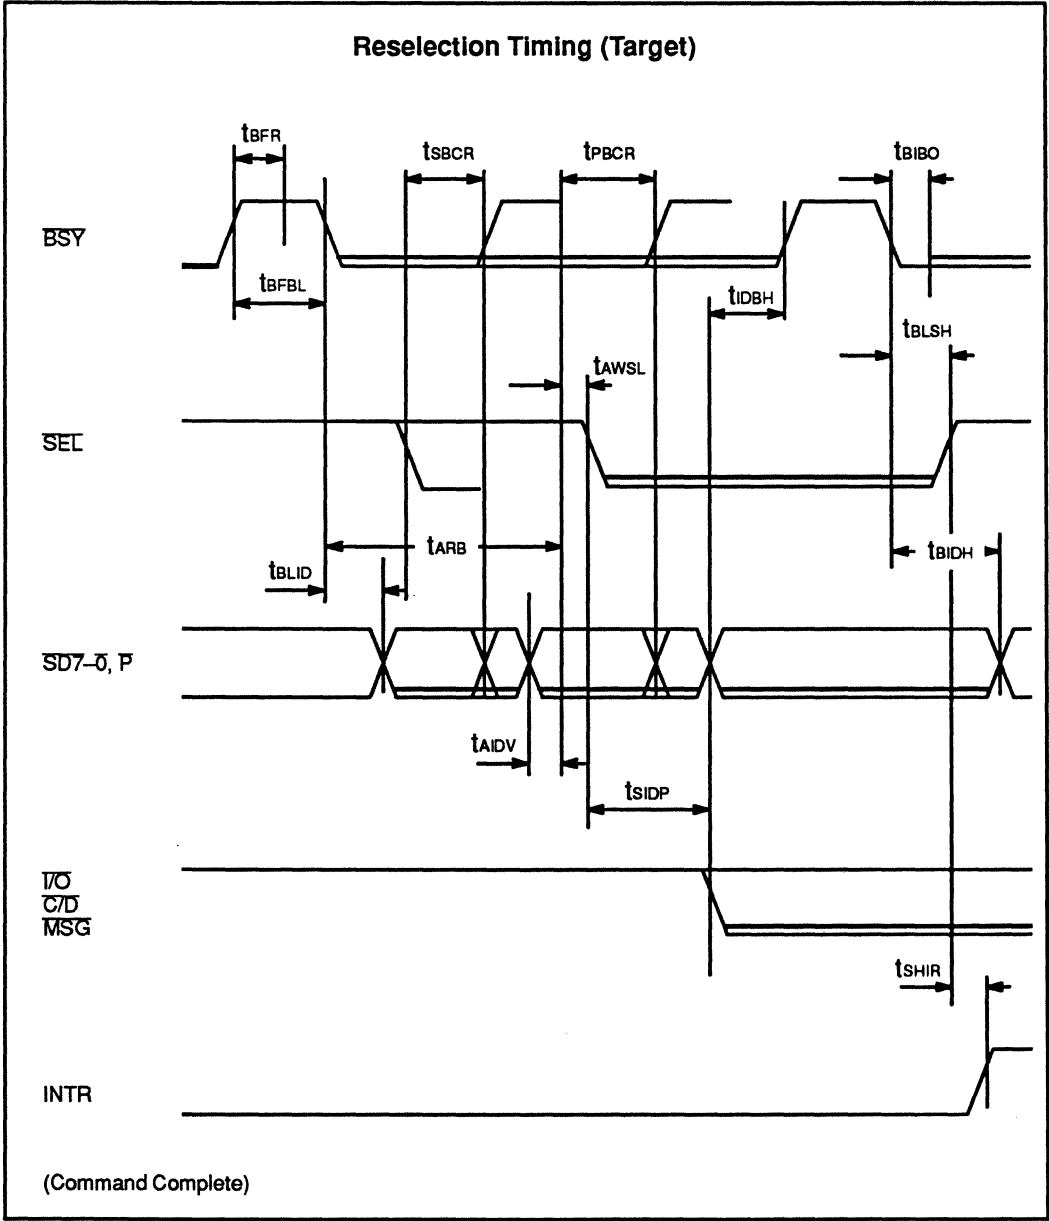 Reselection Timing (Target)
tBFR
tSBCR
tPBCR
tBIBO
BSY
tBFBL
tIDBH
tBLSH
tAWSL
SEL
tARB
tBIDH
tBLID
SD7–0, P
tAIDV
tSIDP
I/O
C/D
MSG
tSHIR
INTR
(Command Complete)